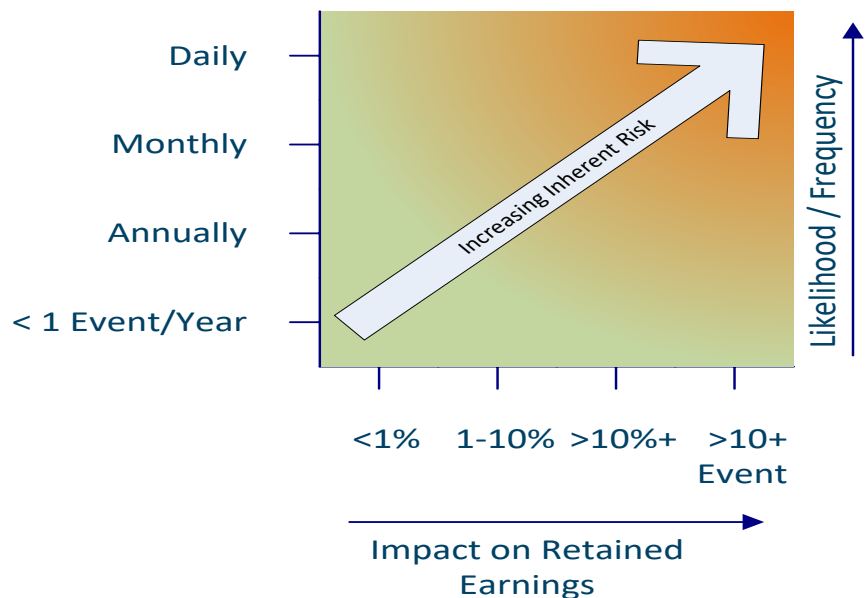 Daily
Monthly
Annually
< 1 Event/Year
Increasing Inherent Risk
Likelihood / Frequency
<1%
1-10%
>10%+
>10+
Event
Impact on Retained
Earnings